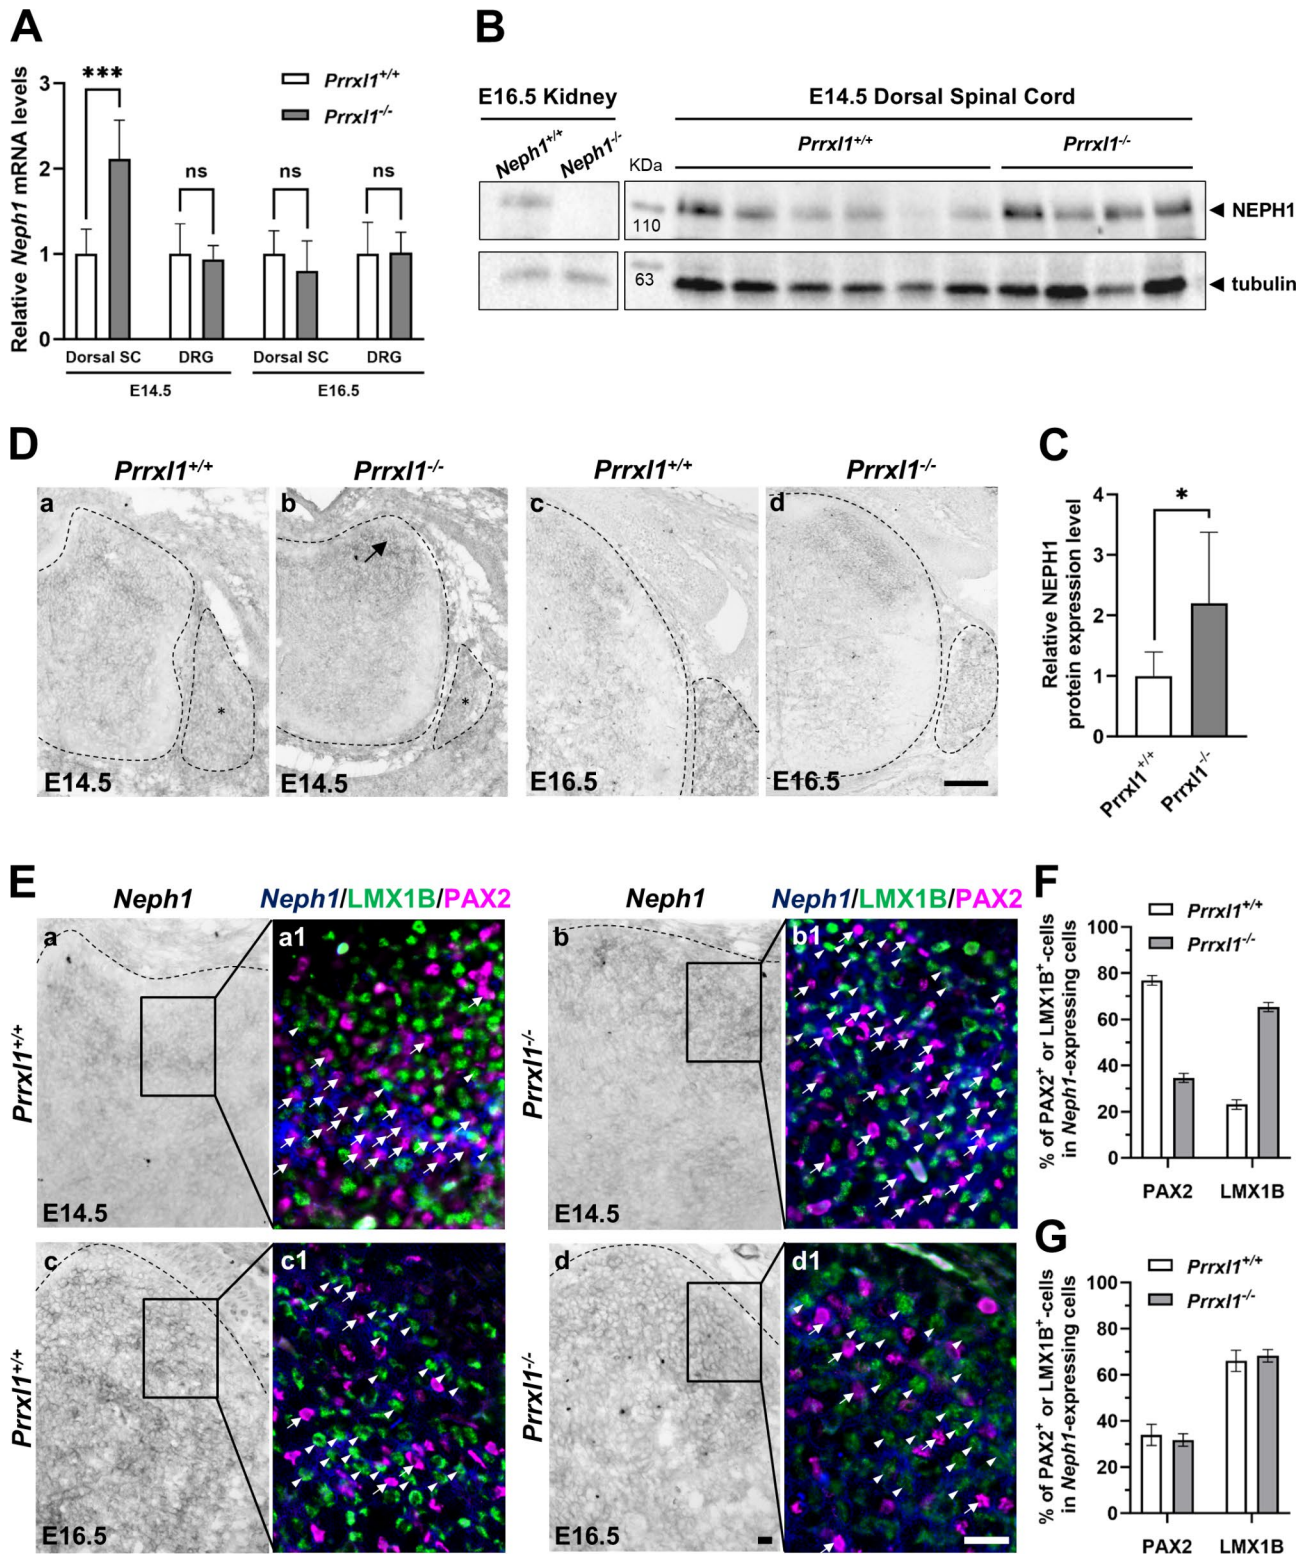 A
Relative Neph1 mRNA levels
3
2
1
0
***
ns
ns
ns
Prrxl1+/+
Prrxl1-/-
Dorsal SC
DRG
Dorsal SC
DRG
E14.5
E16.5
B
E16.5 Kidney
E14.5 Dorsal Spinal Cord
Neph1+/+
Neph1-/-
KDa
Prrxl1+/+
Prrxl1-/-
110
NEPH1
63
tubulin
D
Prrxl1+/+
Prrxl1-/-
Prrxl1+/+
Prrxl1-/-
a
b
c
d
*
*
E14.5
E14.5
E16.5
E16.5
C
Relative NEPH1
protein expression level
4
3
2
1
0
*
Prrxl1+/+
Prrxl1-/-
E
Neph1
Neph1/LMX1B/PAX2
Neph1
Neph1/LMX1B/PAX2
Prrxl1+/+
a
a1
E14.5
Prrxl1-/-
b
b1
E14.5
Prrxl1+/+
c
c1
E16.5
Prrxl1-/-
d
d1
E16.5
F
% of PAX2+ or LMX1B+-cells
in Neph1-expressing cells
Prrxl1+/+
Prrxl1-/-
100
80
60
40
20
0
PAX2
LMX1B
G
% of PAX2+ or LMX1B+-cells
in Neph1-expressing cells
Prrxl1+/+
Prrxl1-/-
100
80
60
40
20
0
PAX2
LMX1B